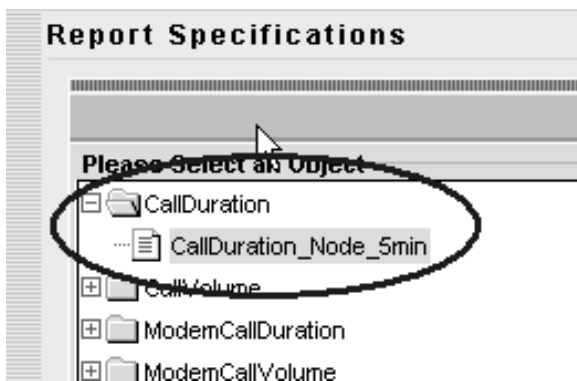 Report Specifications
Please Select an Object
CallDuration
CallDuration_Node_5min
CallVolume
ModemCallDuration
ModemCallVolume